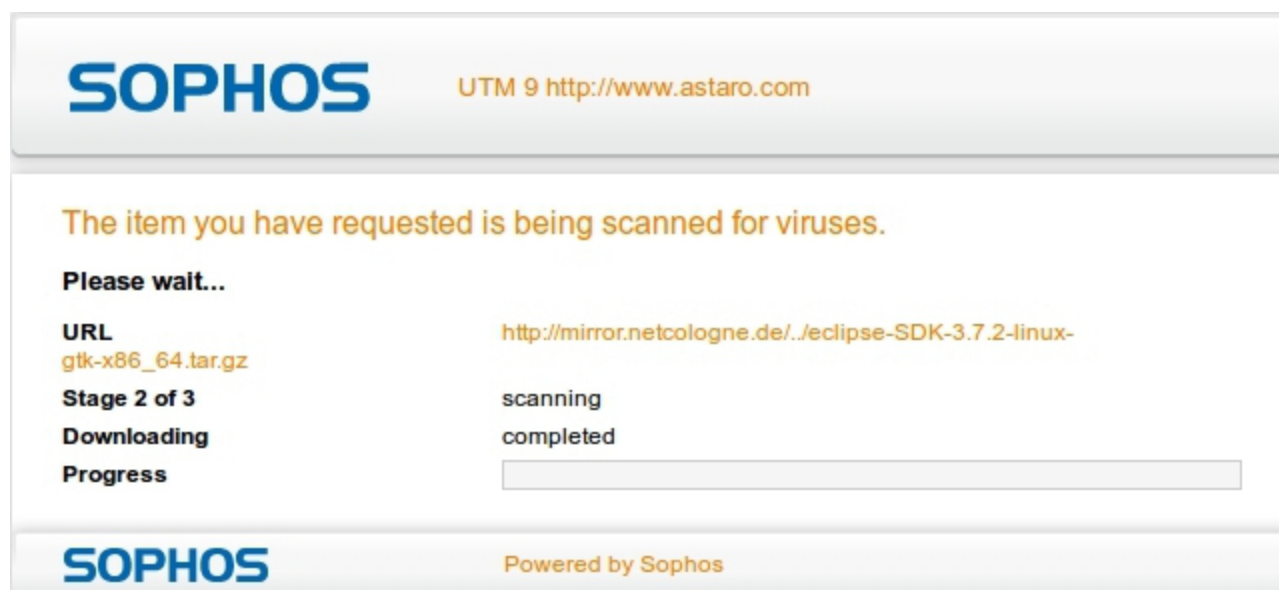 SOPHOS UTM 9 http://www.astaro.com
The item you have requested is being scanned for viruses.
Please wait...
URL http://mirror.netcologne.de/../eclipse-SDK-3.7.2-linux-
gtk-x86_64.tar.gz
Stage 2 of 3 scanning
Downloading completed
Progress
SOPHOS Powered by Sophos